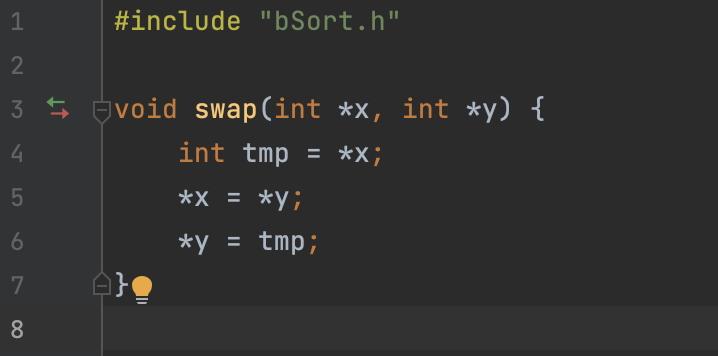 1 #include "bSort.h"
2
3 void swap(int *x, int *y) {
4 int tmp = *x;
5 *x = *y;
6 *y = tmp;
7 }
8